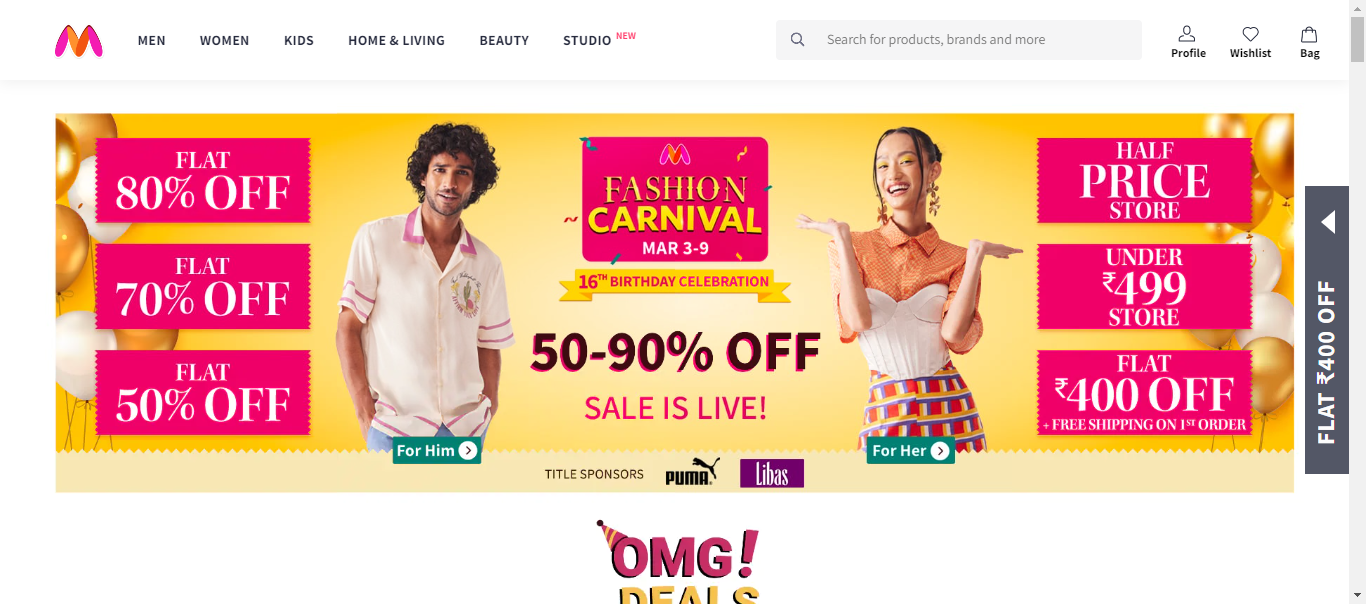 MEN
WOMEN
KIDS
HOME & LIVING
BEAUTY
STUDIO NEW
Search for products, brands and more
Profile
Wishlist
Bag
FLAT
80% OFF
FLAT
70% OFF
FLAT
50% OFF
FASHION
CARNIVAL
MAR 3-9
16TH BIRTHDAY CELEBRATION
50-90% OFF
SALE IS LIVE!
HALF
PRICE
STORE
UNDER
₹499
STORE
FLAT
₹400 OFF
+ FREE SHIPPING ON 1ST ORDER
FLAT ₹400 OFF
For Him
For Her
TITLE SPONSORS
PUMA
Libas
OMG!
DEALS